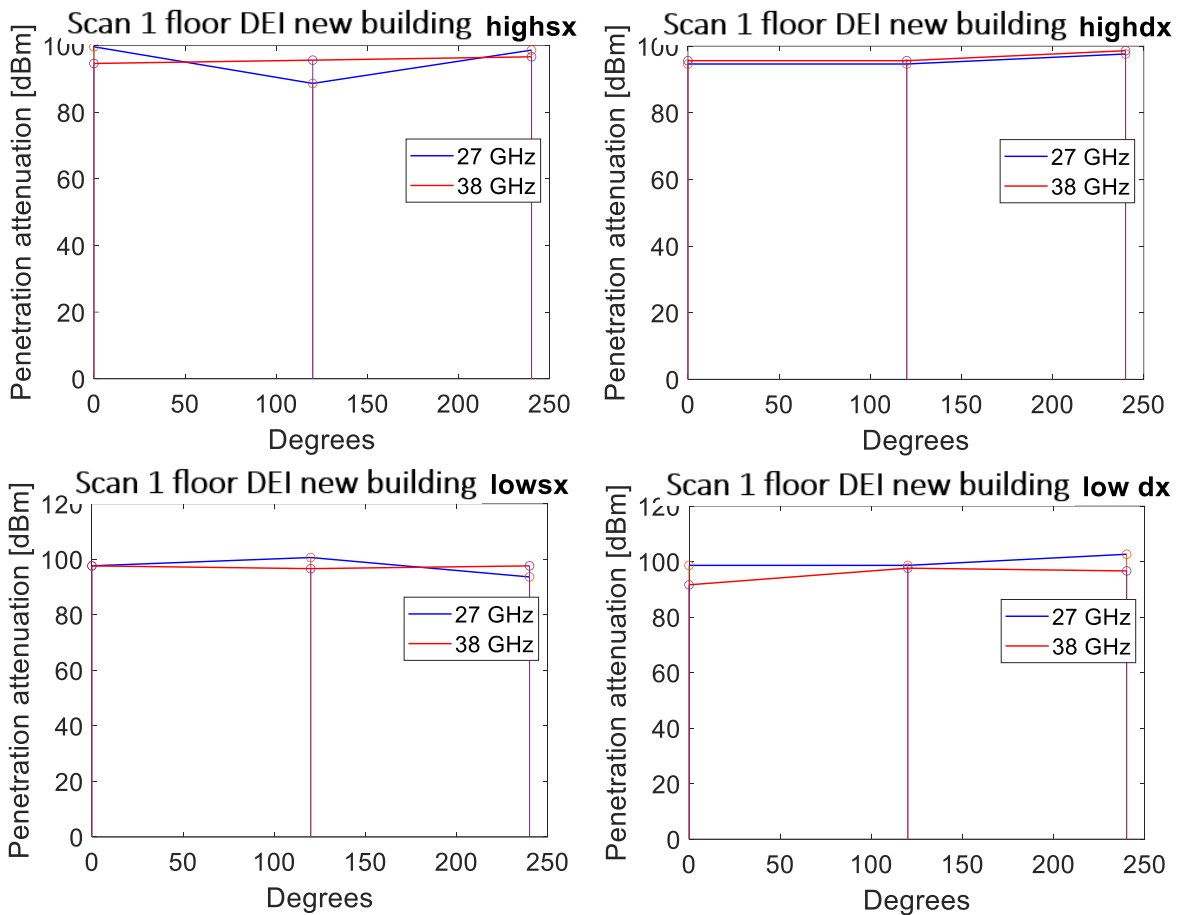 Scan 1 floor DEI new building highsx
Penetration attenuation [dBm]
100
80
60
40
20
0
27 GHz
38 GHz
0 50 100 150 200 250
Degrees
Scan 1 floor DEI new building highdx
Penetration attenuation [dBm]
100
80
60
40
20
0
27 GHz
38 GHz
0 50 100 150 200 250
Degrees
Scan 1 floor DEI new building lowsx
Penetration attenuation [dBm]
120
100
80
60
40
20
0
27 GHz
38 GHz
0 50 100 150 200 250
Degrees
Scan 1 floor DEI new building low dx
Penetration attenuation [dBm]
120
100
80
60
40
20
0
27 GHz
38 GHz
0 50 100 150 200 250
Degrees